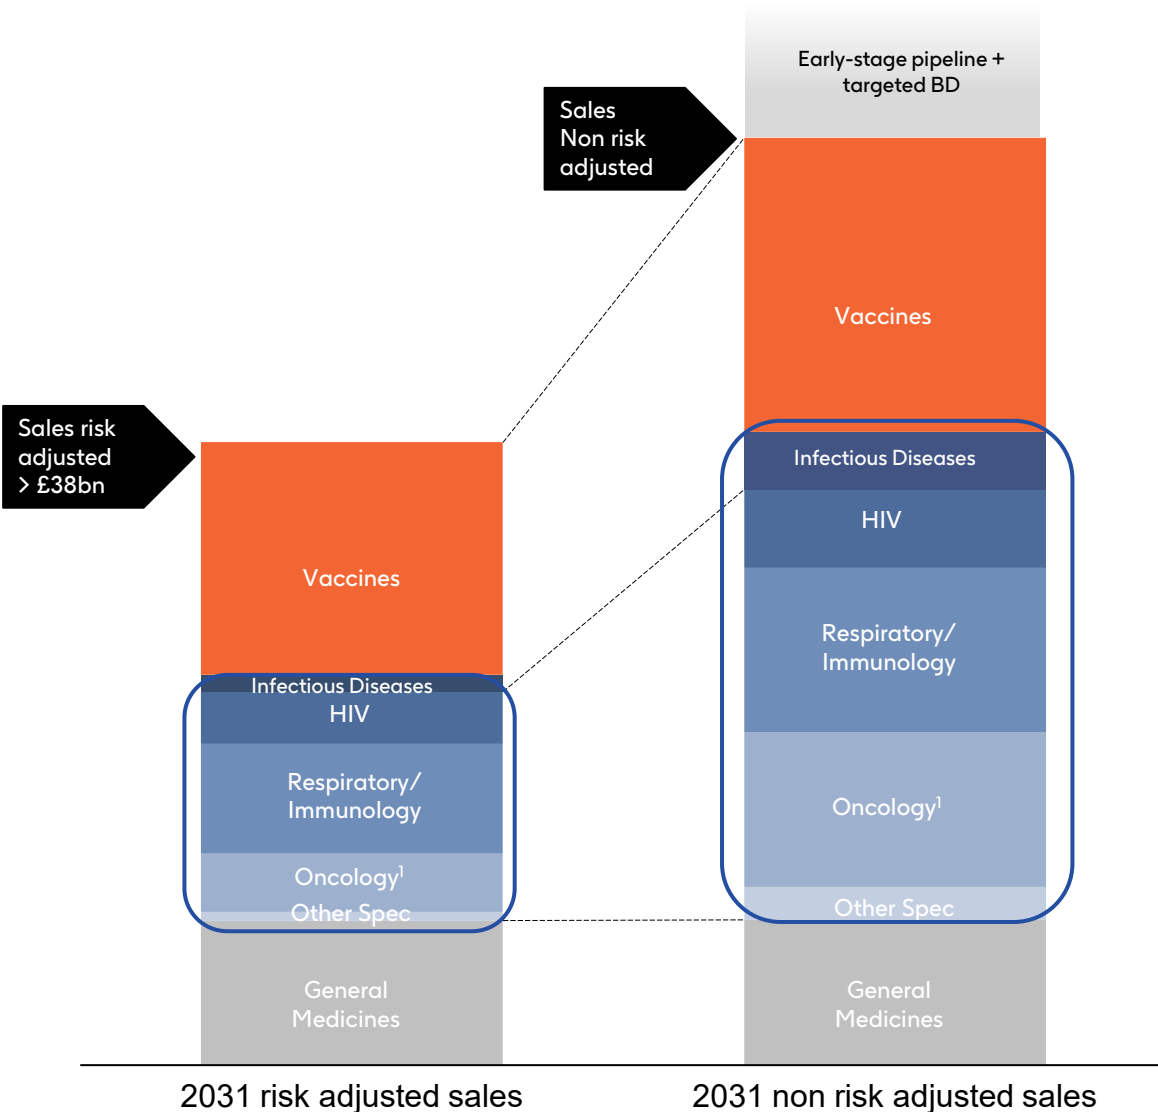 Early-stage pipeline +
targeted BD
Sales
Non risk
adjusted
Vaccines
Infectious Diseases
HIV
Respiratory/
Immunology
Oncology¹
Other Spec
General
Medicines
Sales risk
adjusted
> £38bn
Vaccines
Infectious Diseases
HIV
Respiratory/
Immunology
Oncology¹
Other Spec
General
Medicines
2031 risk adjusted sales
2031 non risk adjusted sales